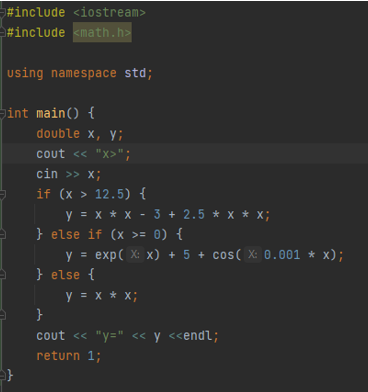 #include <iostream>
#include <math.h>
using namespace std;
int main() {
double x, y;
cout << "x>";
cin >> x;
if (x > 12.5) {
y = x * x - 3 + 2.5 * x * x;
} else if (x >= 0) {
y = exp(X: x) + 5 + cos(X: 0.001 * x);
} else {
y = x * x;
}
cout << "y=" << y <<endl;
return 1;
}